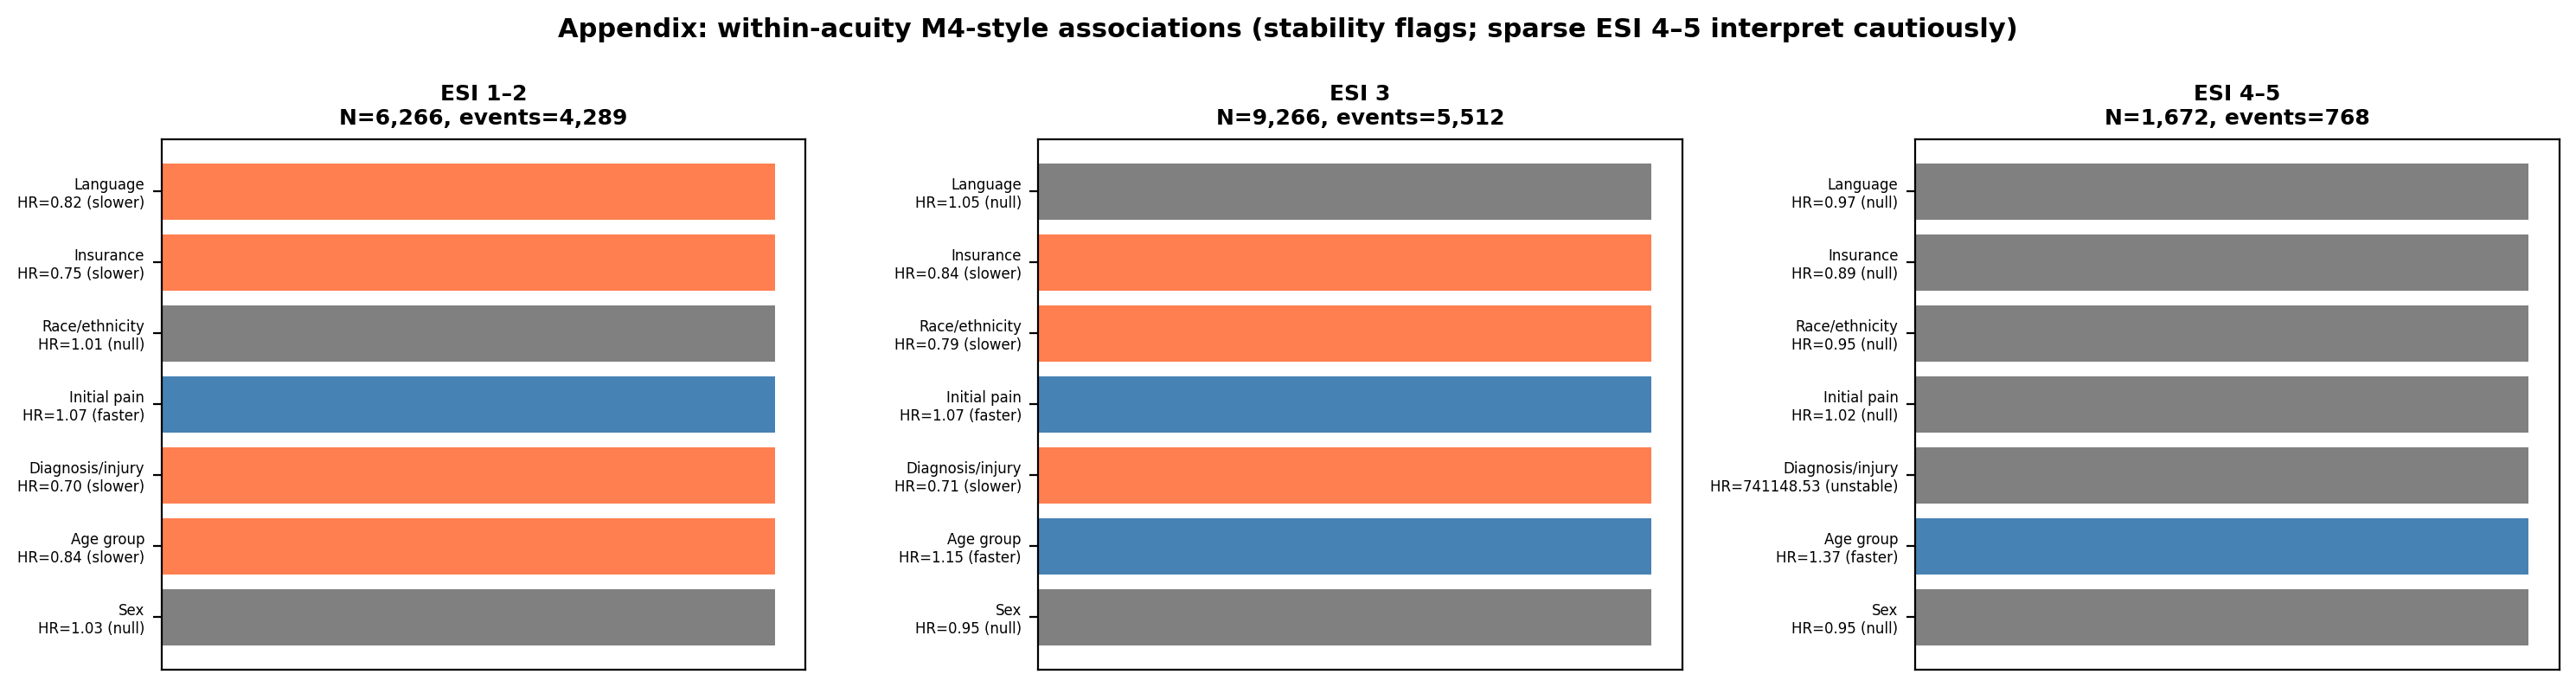 Appendix: within-acuity M4-style associations (stability flags; sparse ESI 4–5 interpret cautiously)
ESI 1–2
N=6,266, events=4,289
Language
HR=0.82 (slower)
Insurance
HR=0.75 (slower)
Race/ethnicity
HR=1.01 (null)
Initial pain
HR=1.07 (faster)
Diagnosis/injury
HR=0.70 (slower)
Age group
HR=0.84 (slower)
Sex
HR=1.03 (null)
ESI 3
N=9,266, events=5,512
Language
HR=1.05 (null)
Insurance
HR=0.84 (slower)
Race/ethnicity
HR=0.79 (slower)
Initial pain
HR=1.07 (faster)
Diagnosis/injury
HR=0.71 (slower)
Age group
HR=1.15 (faster)
Sex
HR=0.95 (null)
ESI 4–5
N=1,672, events=768
Language
HR=0.97 (null)
Insurance
HR=0.89 (null)
Race/ethnicity
HR=0.95 (null)
Initial pain
HR=1.02 (null)
Diagnosis/injury
HR=741148.53 (unstable)
Age group
HR=1.37 (faster)
Sex
HR=0.95 (null)